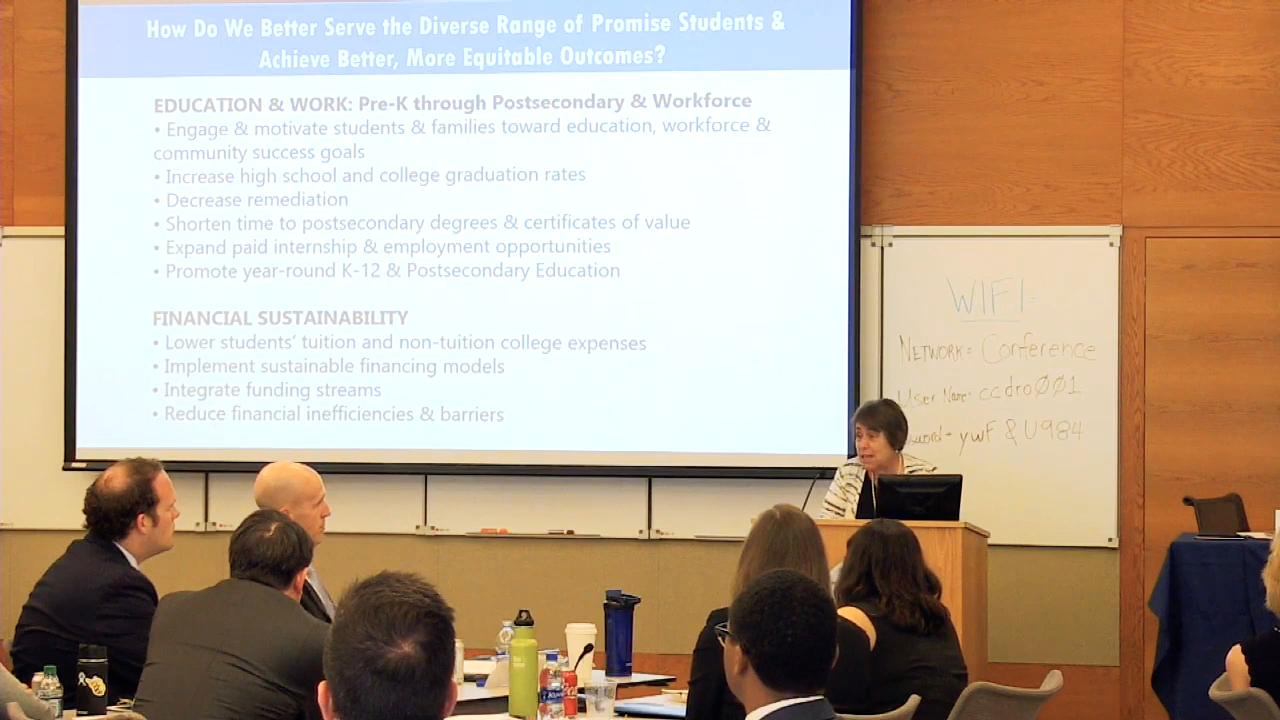 How Do We Better Serve the Diverse Range of Promise Students &
Achieve Better, More Equitable Outcomes?
EDUCATION & WORK: Pre-K through Postsecondary & Workforce
• Engage & motivate students & families toward education, workforce &
community success goals
• Increase high school and college graduation rates
• Decrease remediation
• Shorten time to postsecondary degrees & certificates of value
• Expand paid internship & employment opportunities
• Promote year-round K-12 & Postsecondary Education
FINANCIAL SUSTAINABILITY
• Lower students' tuition and non-tuition college expenses
• Implement sustainable financing models
• Integrate funding streams
• Reduce financial inefficiencies & barriers
WIFI-
NETWORK= Conference
User Name- ccdro001
sword- ywF & U984